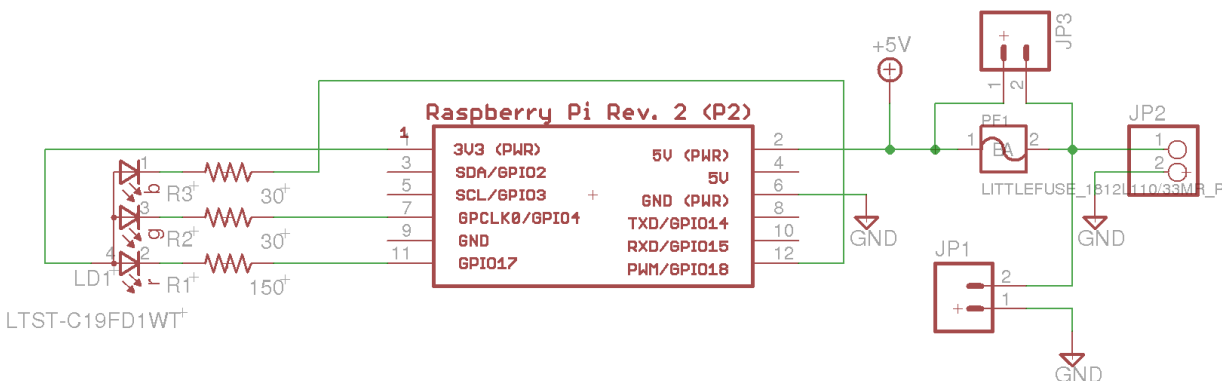 JP3
+5V
1
2
Raspberry Pi Rev. 2 (P2)
1
PF1
JP2
1
3V3 (PWR)
5V (PWR)
2
1
2
1
1
3
SDA/GPIO2
5V
4
2
b
R3
30
5
SCL/GPIO3
GND (PWR)
6
LITTLEFUSE_1812L110/33MR_R
3
7
GPCLK0/GPIO4
TXD/GPIO14
8
GND
GND
g
R2
30
9
GND
RXD/GPIO15
10
JP1
4
2
11
GPIO17
PWM/GPIO18
12
LD1
r
R1
150
2
1
LTST-C19FD1WT
GND